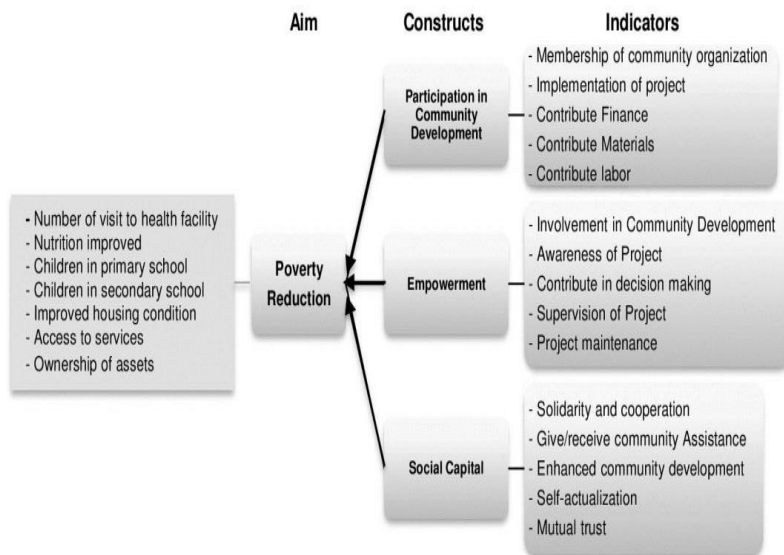 Aim
Constructs
Indicators
- Number of visit to health facility
- Nutrition improved
- Children in primary school
- Children in secondary school
- Improved housing condition
- Access to services
- Ownership of assets
Poverty
Reduction
Participation in
Community
Development
- Membership of community organization
- Implementation of project
- Contribute Finance
- Contribute Materials
- Contribute labor
Empowerment
- Involvement in Community Development
- Awareness of Project
- Contribute in decision making
- Supervision of Project
- Project maintenance
Social Capital
- Solidarity and cooperation
- Give/receive community Assistance
- Enhanced community development
- Self-actualization
- Mutual trust